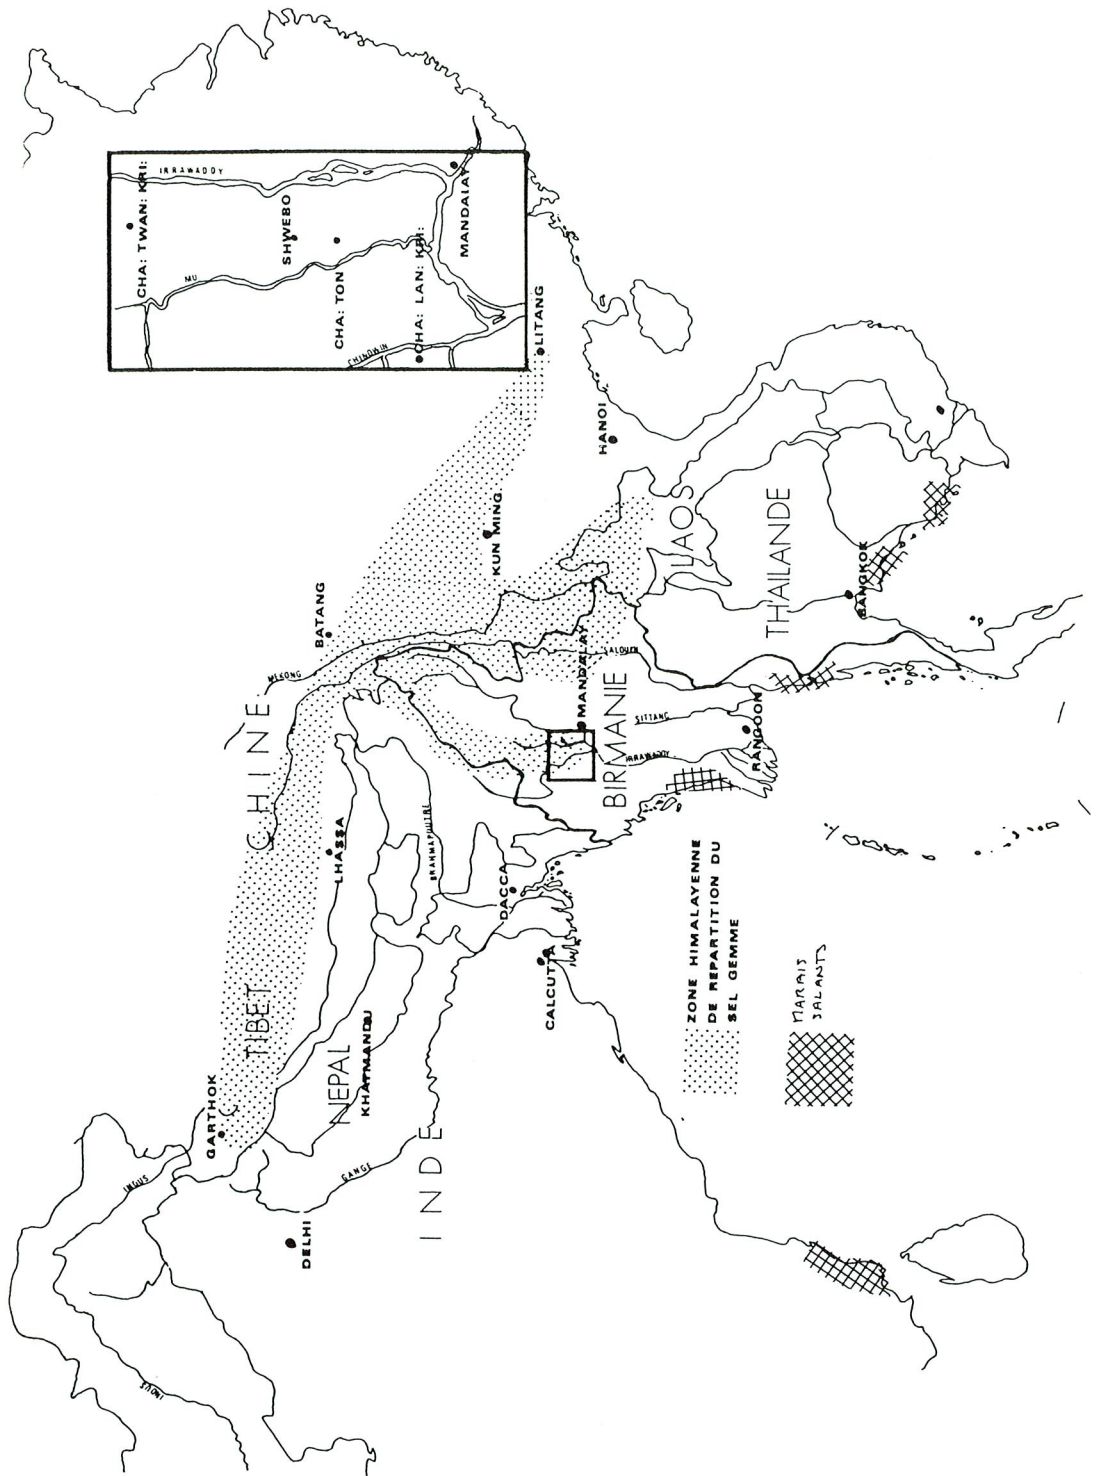 CHA: TWAN: KRI:
IRRAWADDY
MU
SHWEBO
CHA: TON
CHA: LAN: KRI:
CHINDWIN
MANDALAY
LITANG
HANOI
KUN MING
BATANG
MEKONG
CHINE
LAOS
THAILANDE
BANGKOK
MANDALAY
SALOUEN
BIRMANIE
SITTANG
IRRAWADDY
RANGOON
LHASSA
BRAHMAPOUTRE
DACCA
CALCUTTA
TIBET
NEPAL
KHATMANDU
GARTHOK
INDUS
GANGE
INDE
DELHI
INDUS
ZONE HIMALAYENNE
DE REPARTITION DU
SEL GEMME
MARAIS
SALANTS